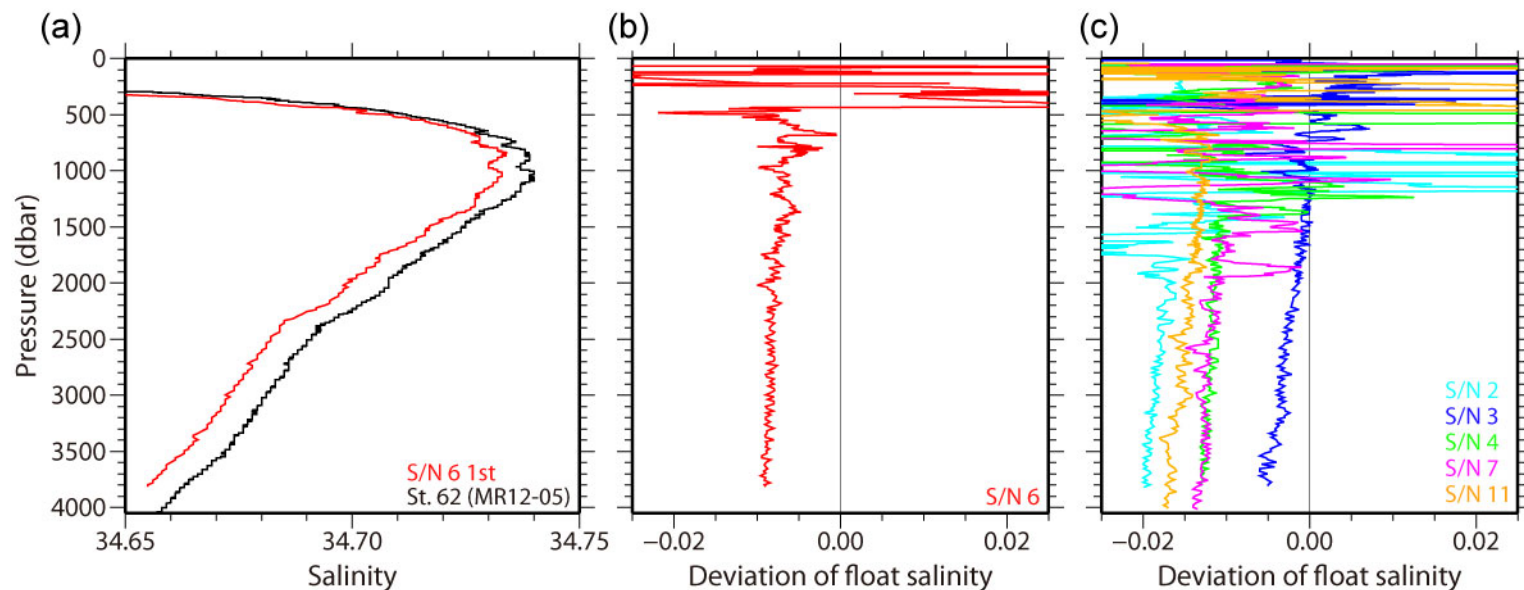 (a)
(b)
(c)
0
500
1000
1500
2000
2500
3000
3500
4000
Pressure (dbar)
S/N 6 1st
St. 62 (MR12-05)
34.65
34.70
34.75
Salinity
S/N 6
−0.02
0.00
0.02
Deviation of float salinity
S/N 2
S/N 3
S/N 4
S/N 7
S/N 11
−0.02
0.00
0.02
Deviation of float salinity